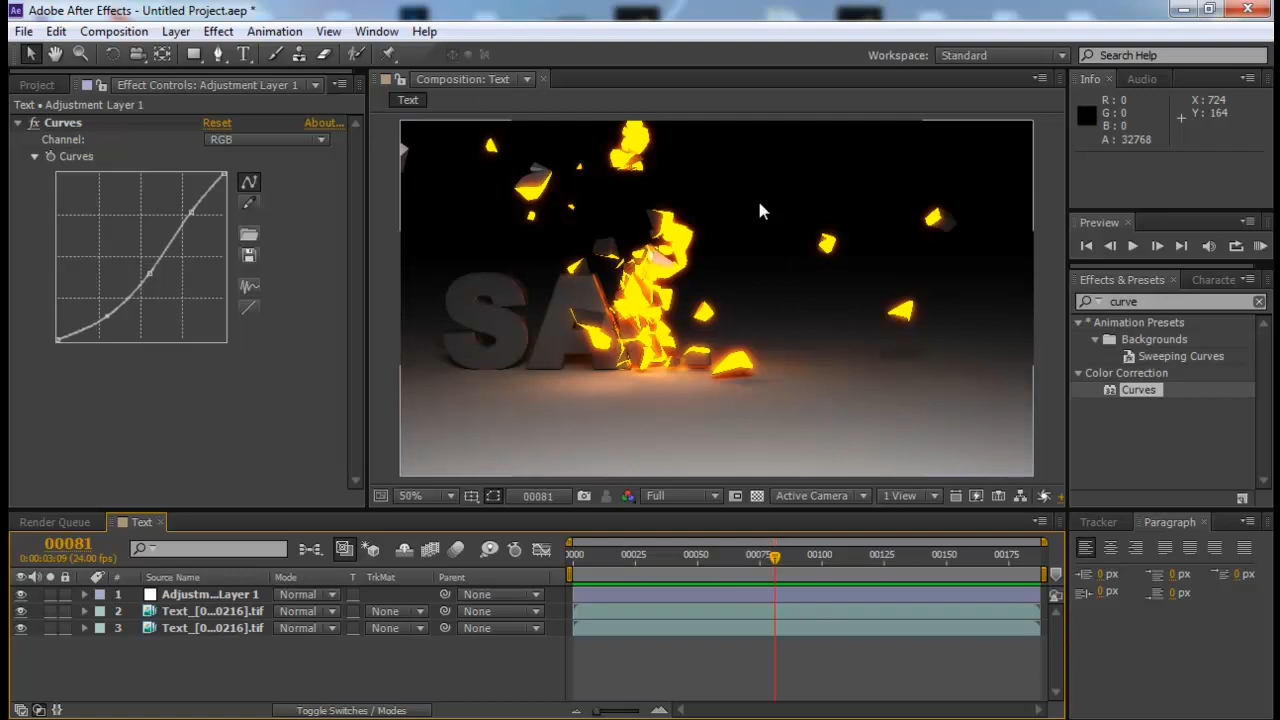 Adobe After Effects - Untitled Project.aep *
File Edit Composition Layer Effect Animation View Window Help
Workspace: Standard Search Help
Project Effect Controls: Adjustment Layer 1
Text • Adjustment Layer 1
fx Curves Reset About...
Channel: RGB
Curves
Composition: Text
Text
SA
50% 00081 Full Active Camera 1 View
Info Audio
R: 0 X: 724
G: 0 Y: 164
B: 0
A: 32768
Preview
Effects & Presets Characte
curve
* Animation Presets
Backgrounds
Sweeping Curves
Color Correction
32 Curves
Render Queue Text
00081
0:00:03:09 (24.00 fps)
0000 00025 00050 00075 00100 00125 00150 00175
# Source Name Mode T TrkMat Parent
1 Adjustm...Layer 1 Normal None
2 Text_[0...0216].tif Normal None None
3 Text_[0...0216].tif Normal None None
Toggle Switches / Modes
Tracker Paragraph
0 px 0 px 0 px
0 px 0 px